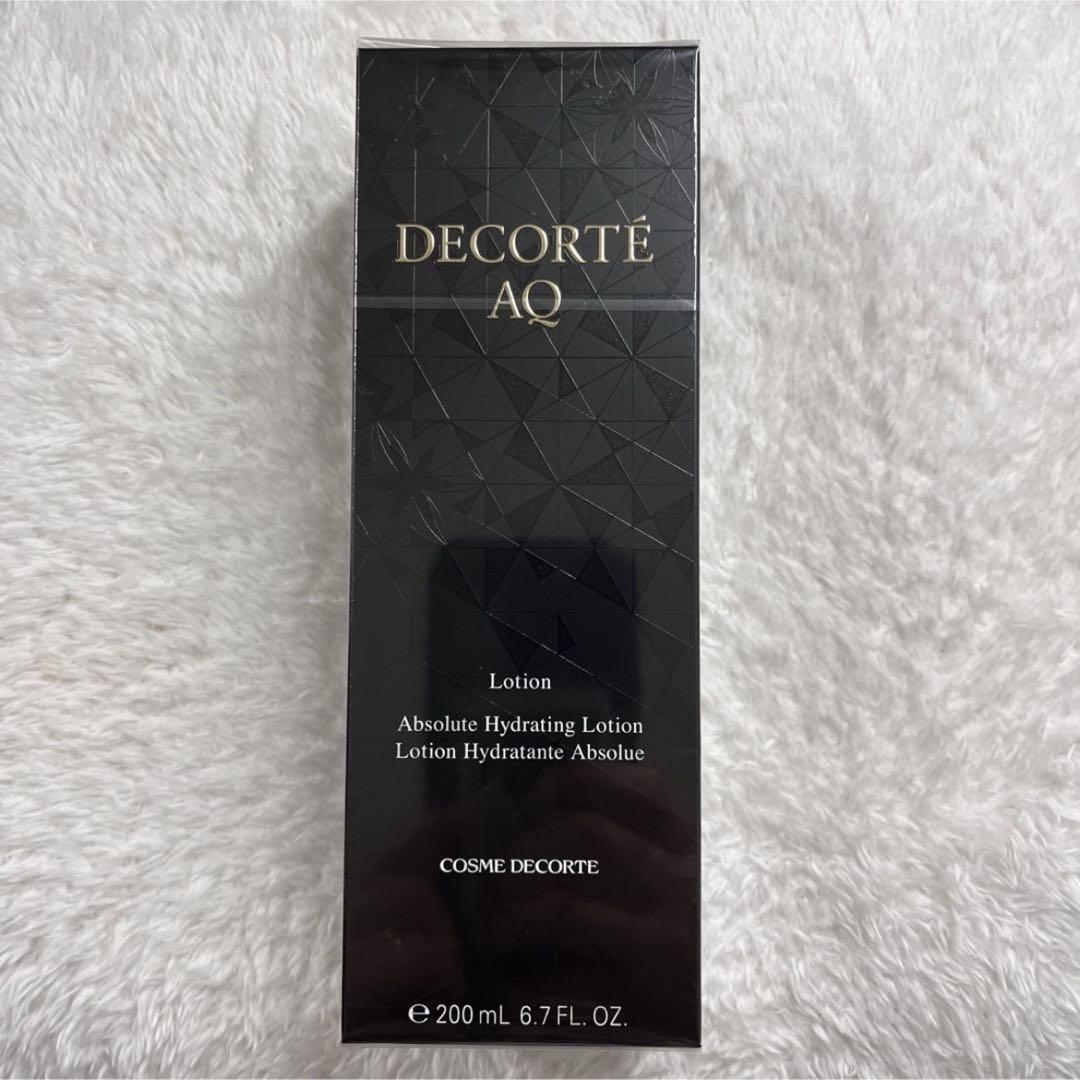 DECORTÉ
AQ
Lotion
Absolute Hydrating Lotion
Lotion Hydratante Absolue
COSME DECORTE
℮ 200 mL 6.7 FL. OZ.